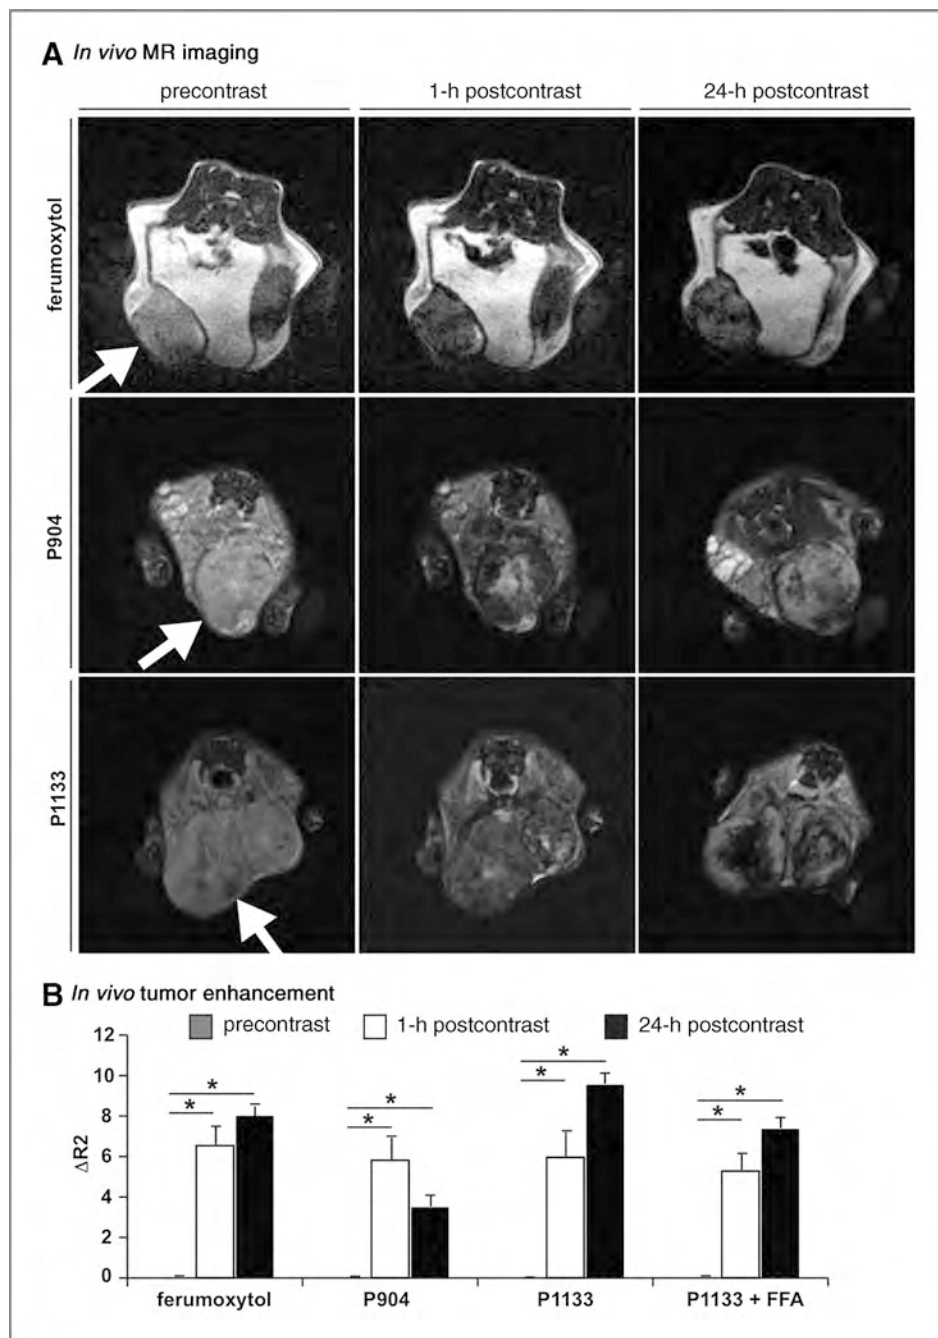 A In vivo MR imaging
precontrast 1-h postcontrast 24-h postcontrast
ferumoxytol
P904
P1133
B In vivo tumor enhancement
precontrast 1-h postcontrast 24-h postcontrast
12
10
8
6
4
2
0
ΔR2
* * * * * * * *
ferumoxytol P904 P1133 P1133 + FFA